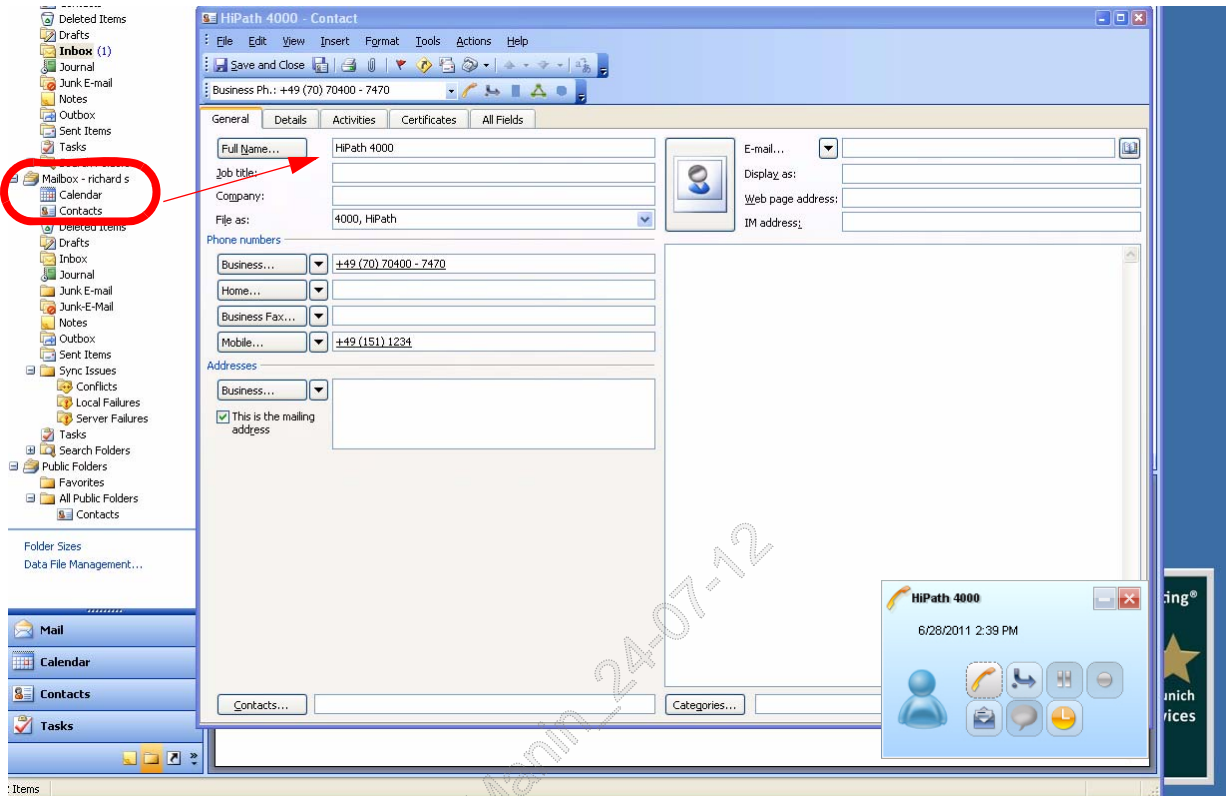 Deleted Items
Drafts
Inbox (1)
Journal
Junk E-mail
Notes
Outbox
Sent Items
Tasks
Search Folders
Mailbox - richard s
Calendar
Contacts
Deleted Items
Drafts
Inbox
Journal
Junk E-mail
Junk-E-Mail
Notes
Outbox
Sent Items
Sync Issues
Conflicts
Local Failures
Server Failures
Tasks
Search Folders
Public Folders
Favorites
All Public Folders
Contacts
Folder Sizes
Data File Management...
Mail
Calendar
Contacts
Tasks
Items
HiPath 4000 - Contact
File Edit View Insert Format Tools Actions Help
Save and Close
Business Ph.: +49 (70) 70400 - 7470
General Details Activities Certificates All Fields
Full Name... HiPath 4000
Job title:
Company:
File as: 4000, HiPath
Phone numbers
Business... +49 (70) 70400 - 7470
Home...
Business Fax...
Mobile... +49 (151) 1234
Addresses
Business...
This is the mailing
address
E-mail...
Display as:
Web page address:
IM address:
Contacts...
Categories...
HiPath 4000
6/28/2011 2:39 PM
ting®
unich
vices
Manin_24-07-12